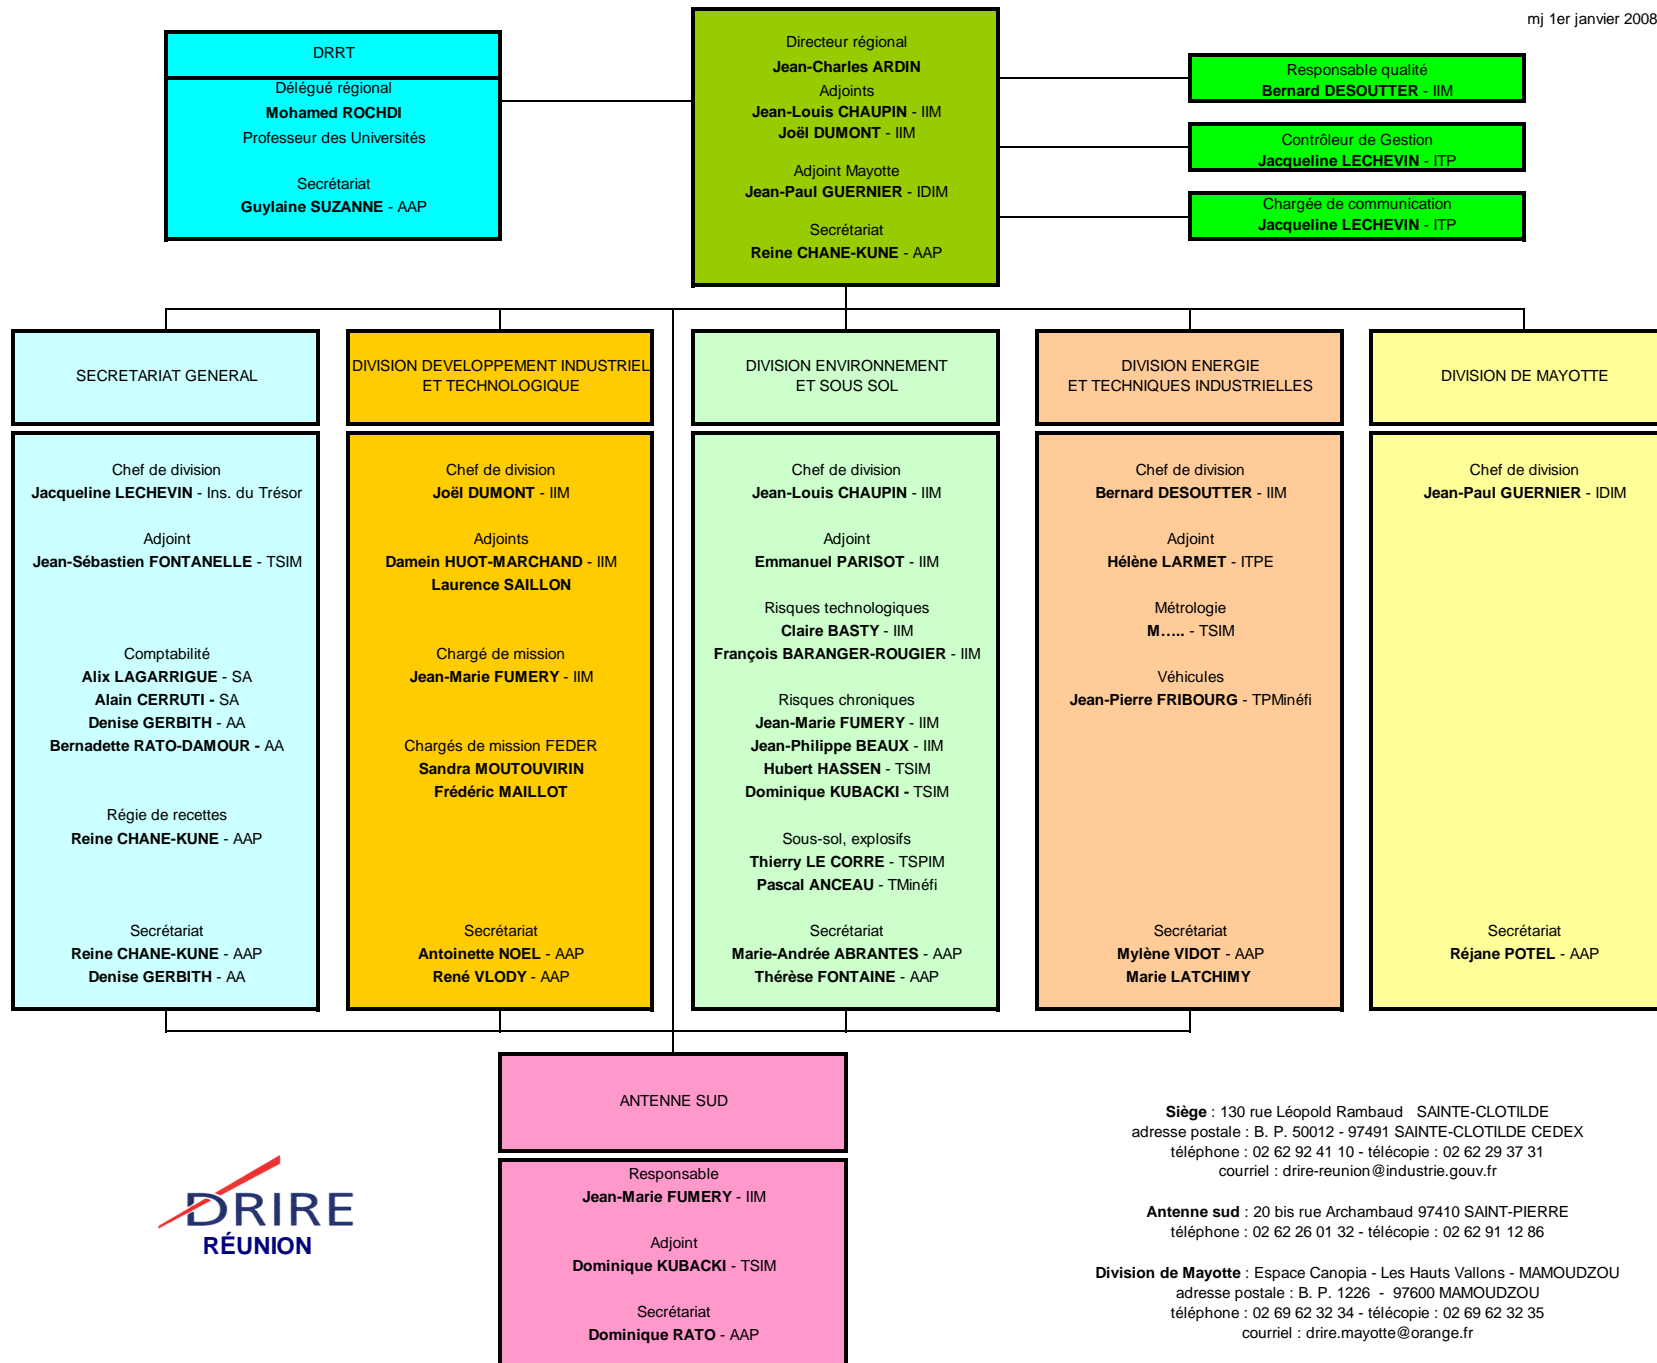 mj 1er janvier 2008
DRRT
Délégué régional
Mohamed ROCHDI
Professeur des Universités
Secrétariat
Guylaine SUZANNE - AAP
Directeur régional
Jean-Charles ARDIN
Adjoints
Jean-Louis CHAUPIN - IIM
Joël DUMONT - IIM
Adjoint Mayotte
Jean-Paul GUERNIER - IDIM
Secrétariat
Reine CHANE-KUNE - AAP
Responsable qualité
Bernard DESOUTTER - IIM
Contrôleur de Gestion
Jacqueline LECHEVIN - ITP
Chargée de communication
Jacqueline LECHEVIN - ITP
SECRETARIAT GENERAL
Chef de division
Jacqueline LECHEVIN - Ins. du Trésor
Adjoint
Jean-Sébastien FONTANELLE - TSIM
Comptabilité
Alix LAGARRIGUE - SA
Alain CERRUTI - SA
Denise GERBITH - AA
Bernadette RATO-DAMOUR - AA
Régie de recettes
Reine CHANE-KUNE - AAP
Secrétariat
Reine CHANE-KUNE - AAP
Denise GERBITH - AA
DIVISION DEVELOPPEMENT INDUSTRIEL
ET TECHNOLOGIQUE
Chef de division
Joël DUMONT - IIM
Adjoints
Damein HUOT-MARCHAND - IIM
Laurence SAILLON
Chargé de mission
Jean-Marie FUMERY - IIM
Chargés de mission FEDER
Sandra MOUTOUVIRIN
Frédéric MAILLOT
Secrétariat
Antoinette NOEL - AAP
René VLODY - AAP
DIVISION ENVIRONNEMENT
ET SOUS SOL
Chef de division
Jean-Louis CHAUPIN - IIM
Adjoint
Emmanuel PARISOT - IIM
Risques technologiques
Claire BASTY - IIM
François BARANGER-ROUGIER - IIM
Risques chroniques
Jean-Marie FUMERY - IIM
Jean-Philippe BEAUX - IIM
Hubert HASSEN - TSIM
Dominique KUBACKI - TSIM
Sous-sol, explosifs
Thierry LE CORRE - TSPIM
Pascal ANCEAU - TMinéfi
Secrétariat
Marie-Andrée ABRANTES - AAP
Thérèse FONTAINE - AAP
DIVISION ENERGIE
ET TECHNIQUES INDUSTRIELLES
Chef de division
Bernard DESOUTTER - IIM
Adjoint
Hélène LARMET - ITPE
Métrologie
M..... - TSIM
Véhicules
Jean-Pierre FRIBOURG - TPMinéfi
Secrétariat
Mylène VIDOT - AAP
Marie LATCHIMY
DIVISION DE MAYOTTE
Chef de division
Jean-Paul GUERNIER - IDIM
Secrétariat
Réjane POTEL - AAP
ANTENNE SUD
Responsable
Jean-Marie FUMERY - IIM
Adjoint
Dominique KUBACKI - TSIM
Secrétariat
Dominique RATO - AAP
DRIRE
RÉUNION
Siège : 130 rue Léopold Rambaud SAINTE-CLOTILDE
adresse postale : B. P. 50012 - 97491 SAINTE-CLOTILDE CEDEX
téléphone : 02 62 92 41 10 - télécopie : 02 62 29 37 31
courriel : drire-reunion@industrie.gouv.fr
Antenne sud : 20 bis rue Archambaud 97410 SAINT-PIERRE
téléphone : 02 62 26 01 32 - télécopie : 02 62 91 12 86
Division de Mayotte : Espace Canopia - Les Hauts Vallons - MAMOUDZOU
adresse postale : B. P. 1226 - 97600 MAMOUDZOU
téléphone : 02 69 62 32 34 - télécopie : 02 69 62 32 35
courriel : drire.mayotte@orange.fr